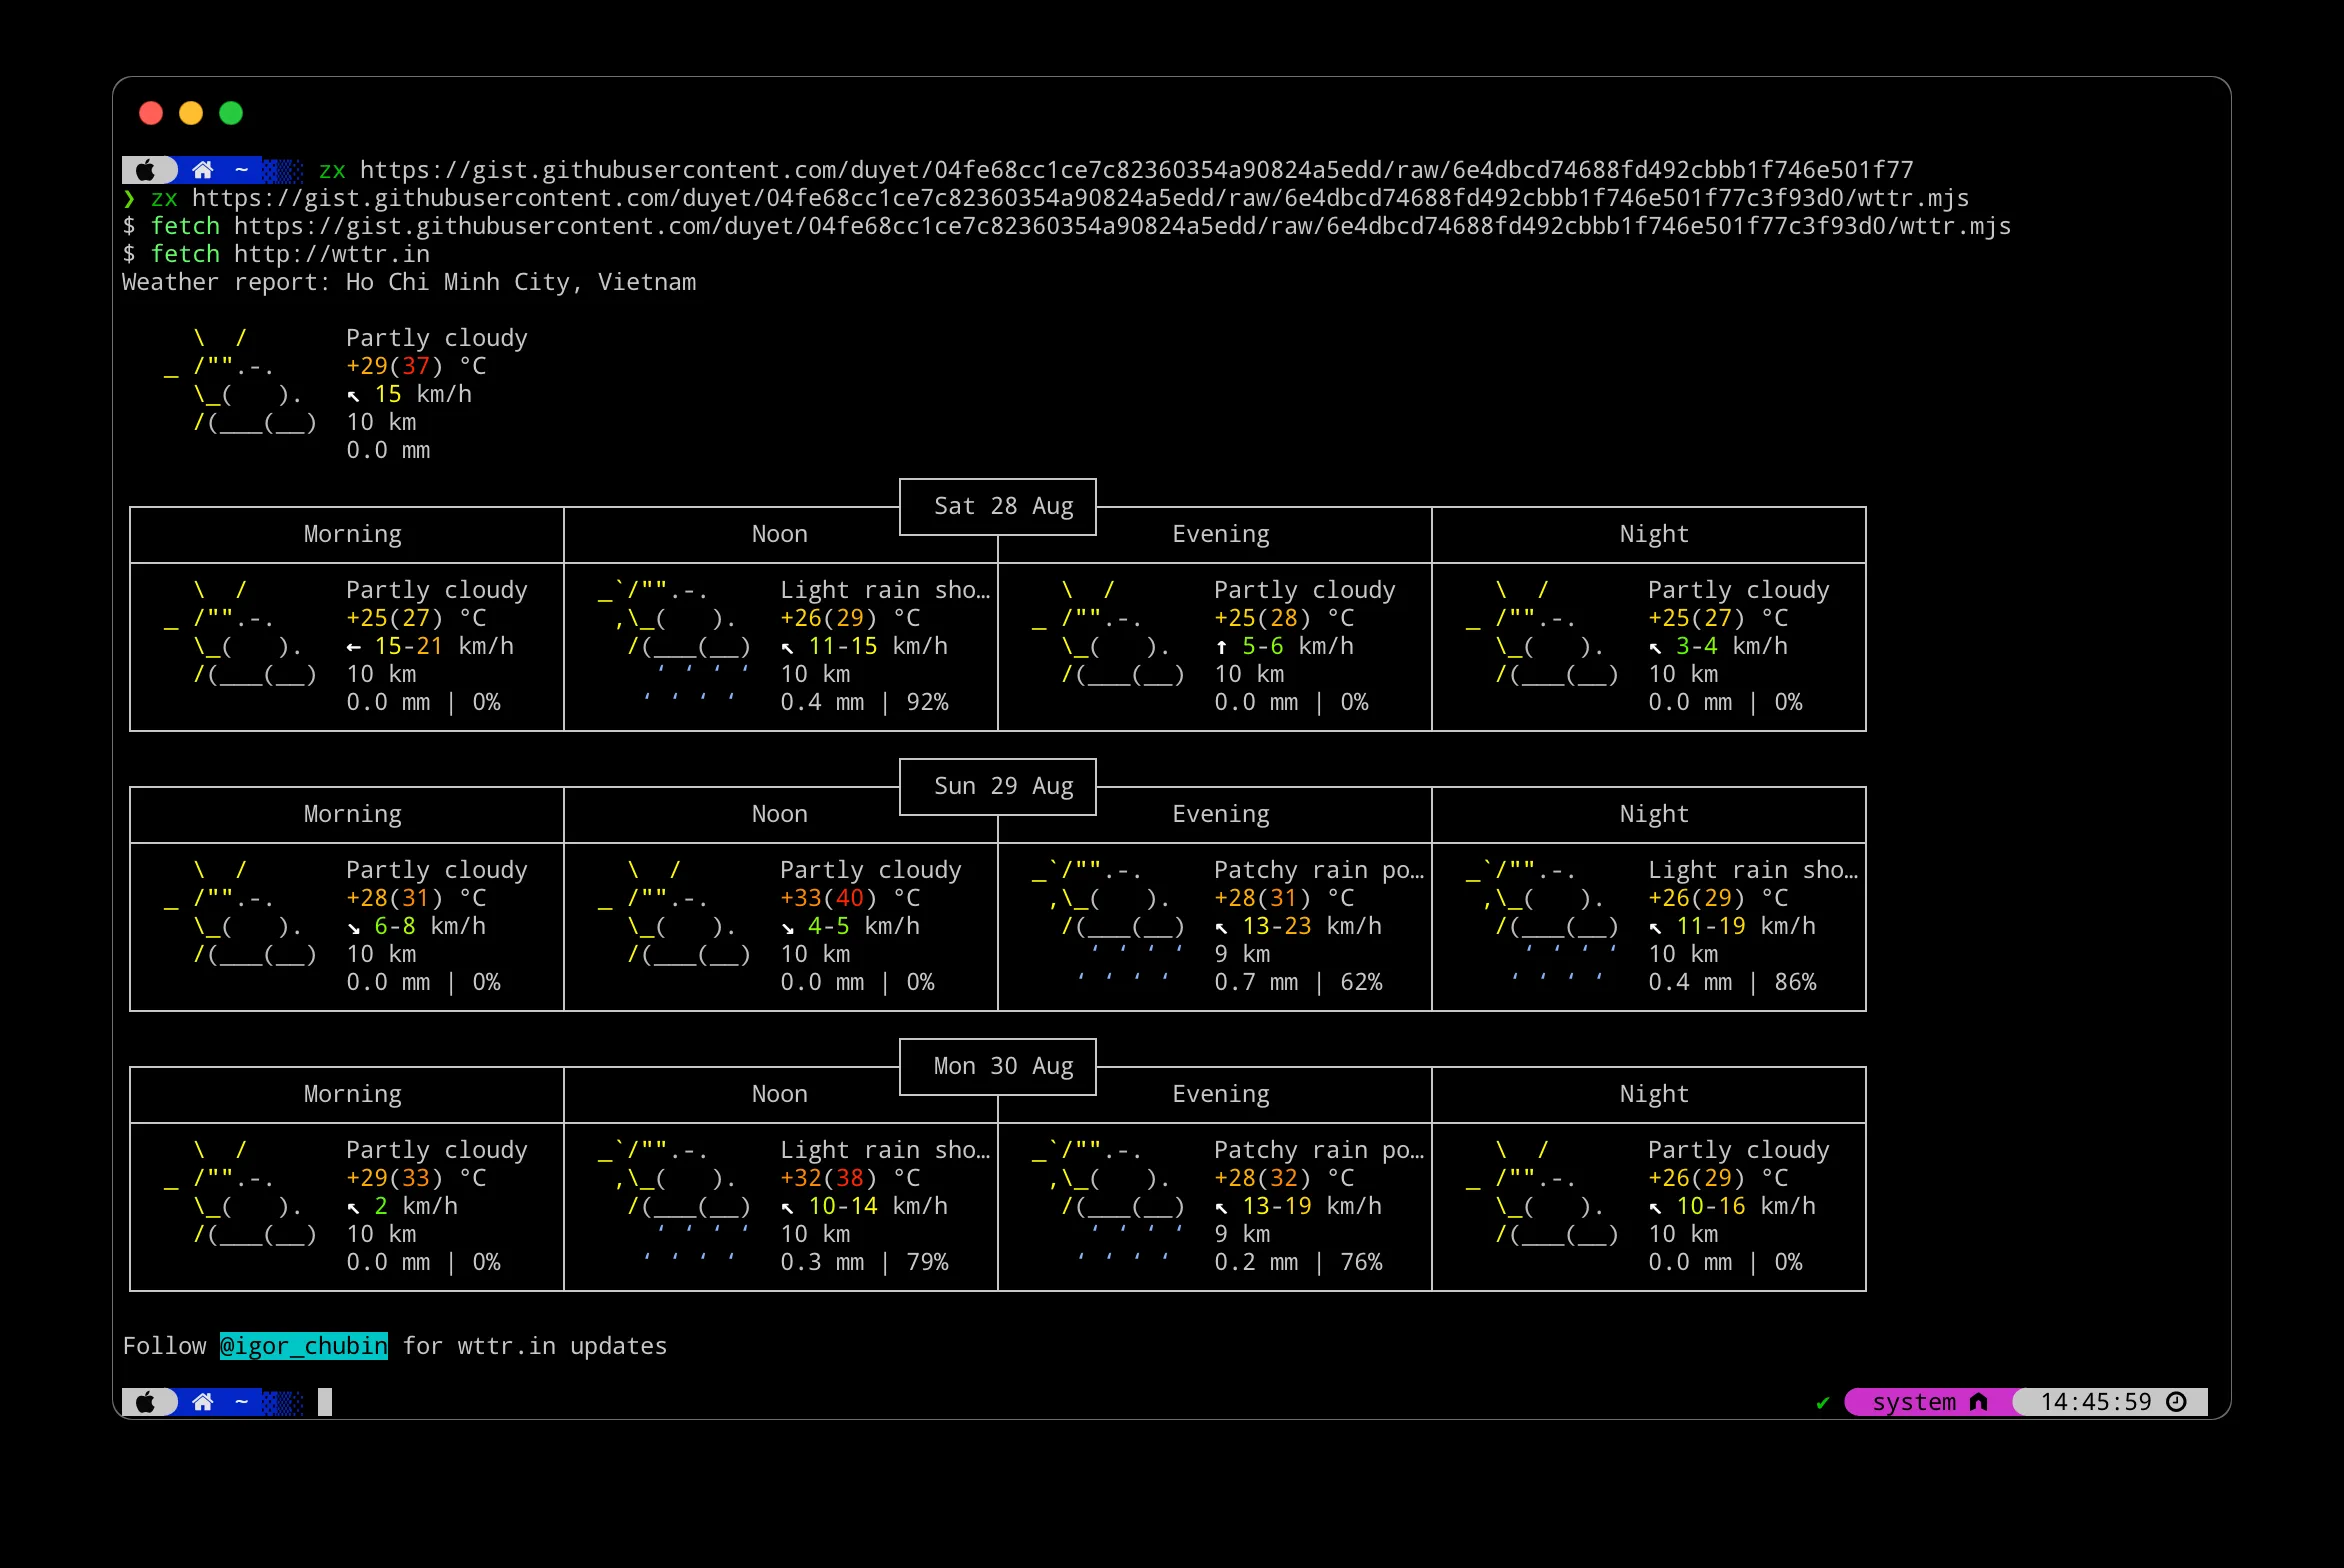 ~ zx https://gist.githubusercontent.com/duyet/04fe68cc1ce7c82360354a90824a5edd/raw/6e4dbcd74688fd492cbbb1f746e501f77
❯ zx https://gist.githubusercontent.com/duyet/04fe68cc1ce7c82360354a90824a5edd/raw/6e4dbcd74688fd492cbbb1f746e501f77c3f93d0/wttr.mjs
$ fetch https://gist.githubusercontent.com/duyet/04fe68cc1ce7c82360354a90824a5edd/raw/6e4dbcd74688fd492cbbb1f746e501f77c3f93d0/wttr.mjs
$ fetch http://wttr.in
Weather report: Ho Chi Minh City, Vietnam
Partly cloudy
+29(37) °C
↖ 15 km/h
10 km
0.0 mm
Sat 28 Aug
Morning Noon Evening Night
Partly cloudy Light rain sho… Partly cloudy Partly cloudy
+25(27) °C +26(29) °C +25(28) °C +25(27) °C
← 15-21 km/h ↖ 11-15 km/h ↑ 5-6 km/h ↖ 3-4 km/h
10 km 10 km 10 km 10 km
0.0 mm | 0% 0.4 mm | 92% 0.0 mm | 0% 0.0 mm | 0%
Sun 29 Aug
Morning Noon Evening Night
Partly cloudy Partly cloudy Patchy rain po… Light rain sho…
+28(31) °C +33(40) °C +28(31) °C +26(29) °C
↘ 6-8 km/h ↘ 4-5 km/h ↖ 13-23 km/h ↖ 11-19 km/h
10 km 10 km 9 km 10 km
0.0 mm | 0% 0.0 mm | 0% 0.7 mm | 62% 0.4 mm | 86%
Mon 30 Aug
Morning Noon Evening Night
Partly cloudy Light rain sho… Patchy rain po… Partly cloudy
+29(33) °C +32(38) °C +28(32) °C +26(29) °C
↖ 2 km/h ↖ 10-14 km/h ↖ 13-19 km/h ↖ 10-16 km/h
10 km 10 km 9 km 10 km
0.0 mm | 0% 0.3 mm | 79% 0.2 mm | 76% 0.0 mm | 0%
Follow @igor_chubin for wttr.in updates
~ ✔ system 14:45:59